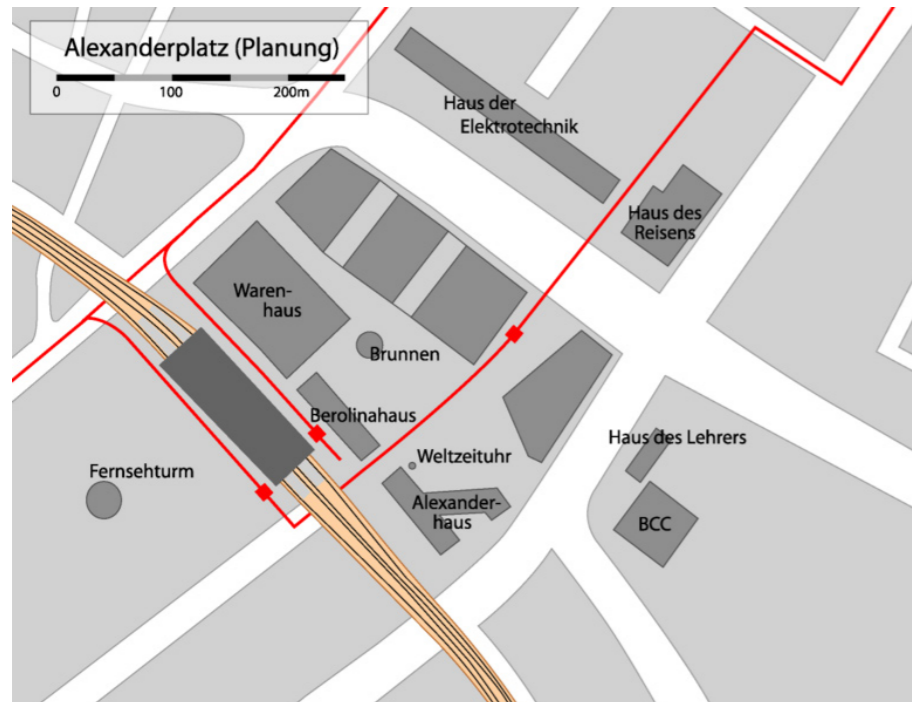 Alexanderplatz (Planung)
0 100 200m
Haus der
Elektrotechnik
Haus des
Reisens
Waren-
haus
Brunnen
Berolinahaus
Haus des Lehrers
Weltzeituhr
Fernsehturm
Alexander-
haus
BCC